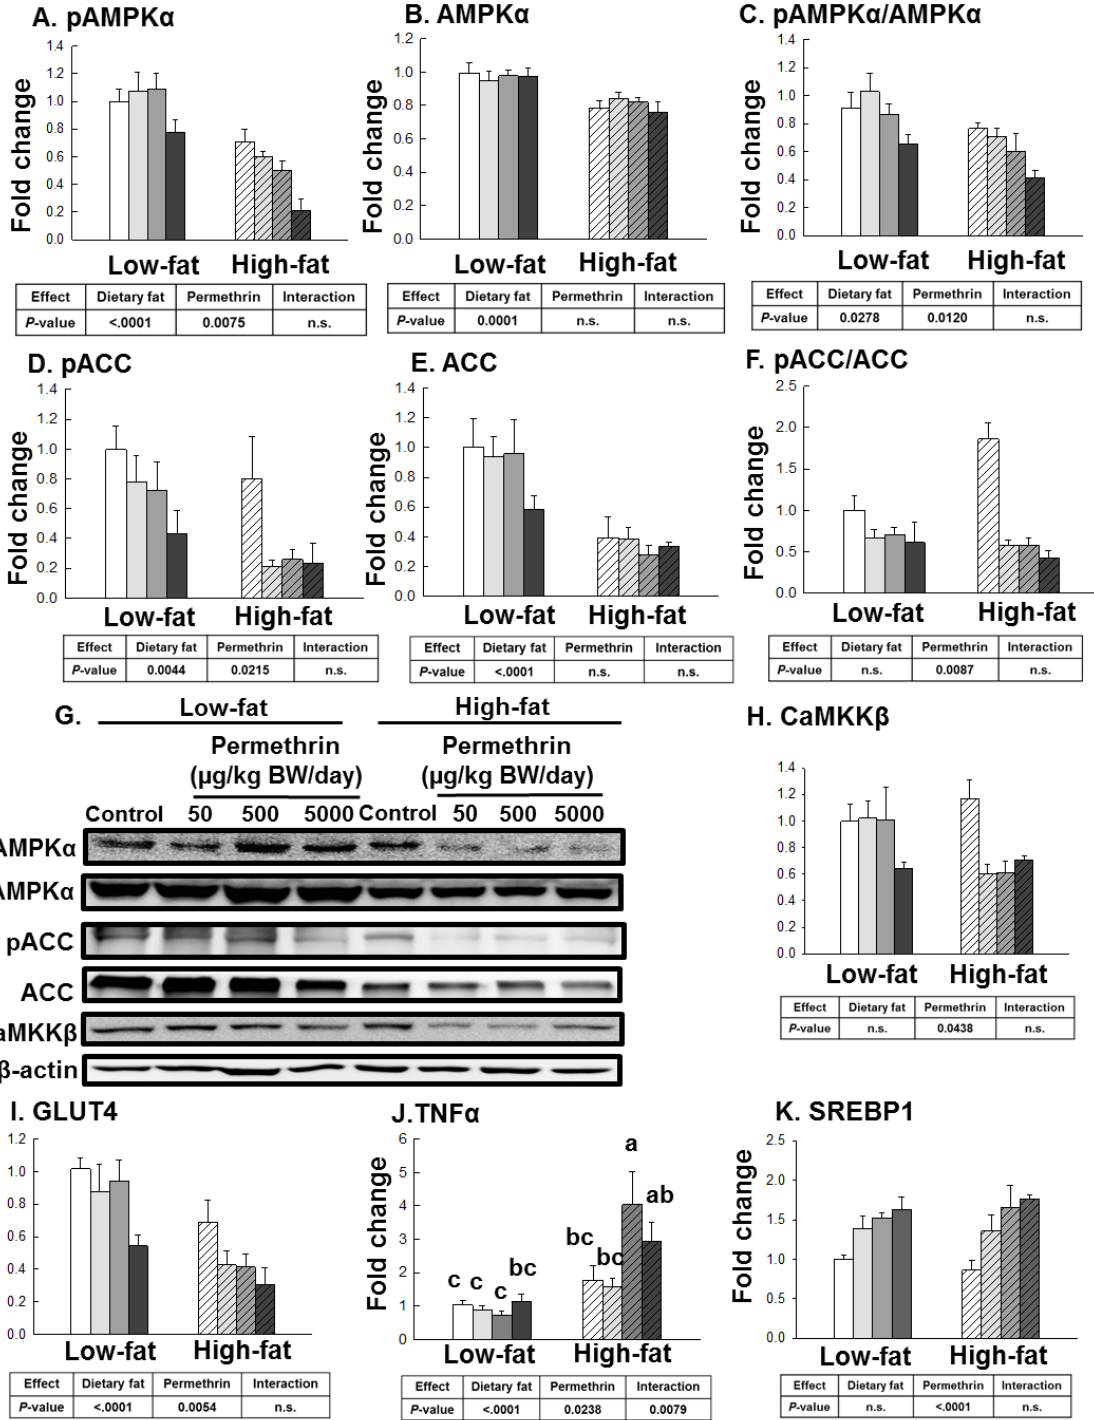 A. pAMPKα
B. AMPKα
C. pAMPKα/AMPKα
Fold change
1.4
1.2
1.0
0.8
0.6
0.4
0.2
0.0
Low-fat High-fat
Effect Dietary fat Permethrin Interaction
P-value <.0001 0.0075 n.s.
Fold change
1.2
1.0
0.8
0.6
0.4
0.2
0.0
Low-fat High-fat
Effect Dietary fat Permethrin Interaction
P-value 0.0001 n.s. n.s.
Fold change
1.4
1.2
1.0
0.8
0.6
0.4
0.2
0.0
Low-fat High-fat
Effect Dietary fat Permethrin Interaction
P-value 0.0278 0.0120 n.s.
D. pACC
Fold change
1.4
1.2
1.0
0.8
0.6
0.4
0.2
0.0
Low-fat High-fat
Effect Dietary fat Permethrin Interaction
P-value 0.0044 0.0215 n.s.
E. ACC
Fold change
1.4
1.2
1.0
0.8
0.6
0.4
0.2
0.0
Low-fat High-fat
Effect Dietary fat Permethrin Interaction
P-value <.0001 n.s. n.s.
F. pACC/ACC
Fold change
2.5
2.0
1.5
1.0
0.5
0.0
Low-fat High-fat
Effect Dietary fat Permethrin Interaction
P-value n.s. 0.0087 n.s.
G.
Low-fat High-fat
Permethrin Permethrin
(µg/kg BW/day) (µg/kg BW/day)
Control 50 500 5000 Control 50 500 5000
AMPKα
AMPKα
pACC
ACC
aMKKβ
β-actin
H. CaMKKβ
Fold change
1.4
1.2
1.0
0.8
0.6
0.4
0.2
0.0
Low-fat High-fat
Effect Dietary fat Permethrin Interaction
P-value n.s. 0.0438 n.s.
I. GLUT4
Fold change
1.2
1.0
0.8
0.6
0.4
0.2
0.0
Low-fat High-fat
Effect Dietary fat Permethrin Interaction
P-value <.0001 0.0054 n.s.
J.TNFα
Fold change
6
5
4
3
2
1
0
c c c bc bc bc a ab
Low-fat High-fat
Effect Dietary fat Permethrin Interaction
P-value <.0001 0.0238 0.0079
K. SREBP1
Fold change
2.5
2.0
1.5
1.0
0.5
0.0
Low-fat High-fat
Effect Dietary fat Permethrin Interaction
P-value n.s. <.0001 n.s.